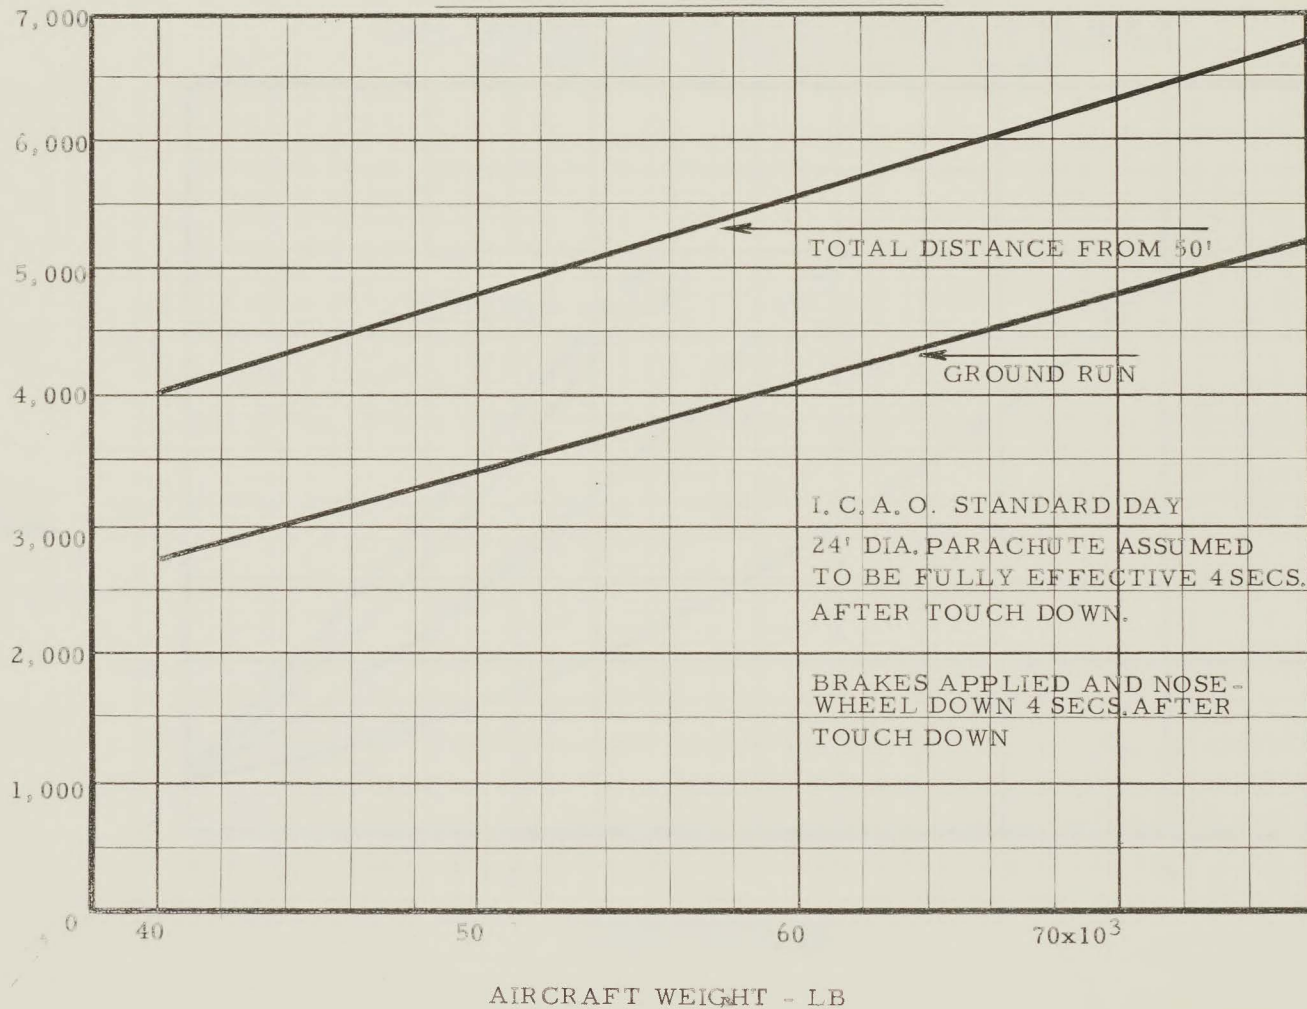 7,000
6,000
5,000
4,000
3,000
2,000
1,000
0
TOTAL DISTANCE FROM 50'
GROUND RUN
I. C. A. O. STANDARD DAY
24' DIA. PARACHUTE ASSUMED
TO BE FULLY EFFECTIVE 4 SECS.
AFTER TOUCH DOWN.
BRAKES APPLIED AND NOSE-
WHEEL DOWN 4 SECS. AFTER
TOUCH DOWN
40 50 60 70x10³
AIRCRAFT WEIGHT - LB